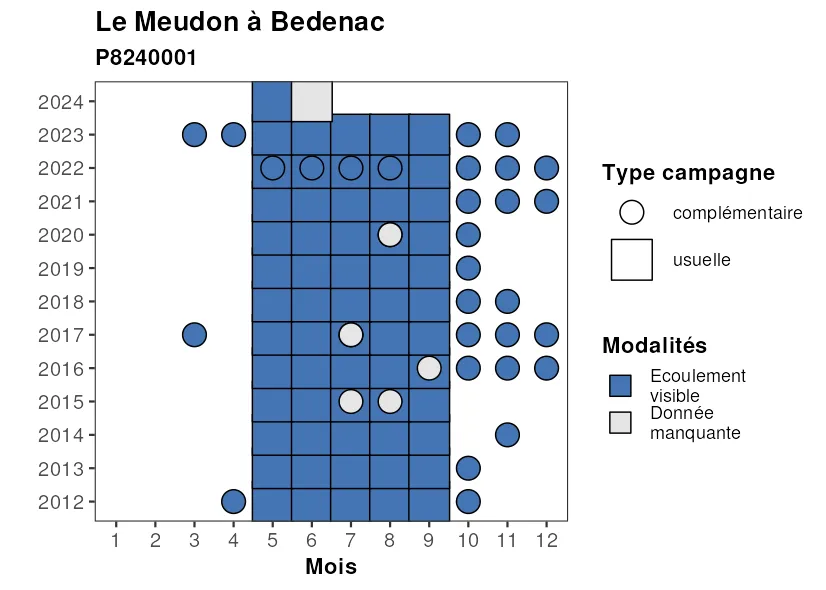 Le Meudon à Bedenac
P8240001
2024
2023
2022
2021
2020
2019
2018
2017
2016
2015
2014
2013
2012
1 2 3 4 5 6 7 8 9 10 11 12
Mois
Type campagne
complémentaire
usuelle
Modalités
Ecoulement
visible
Donnée
manquante